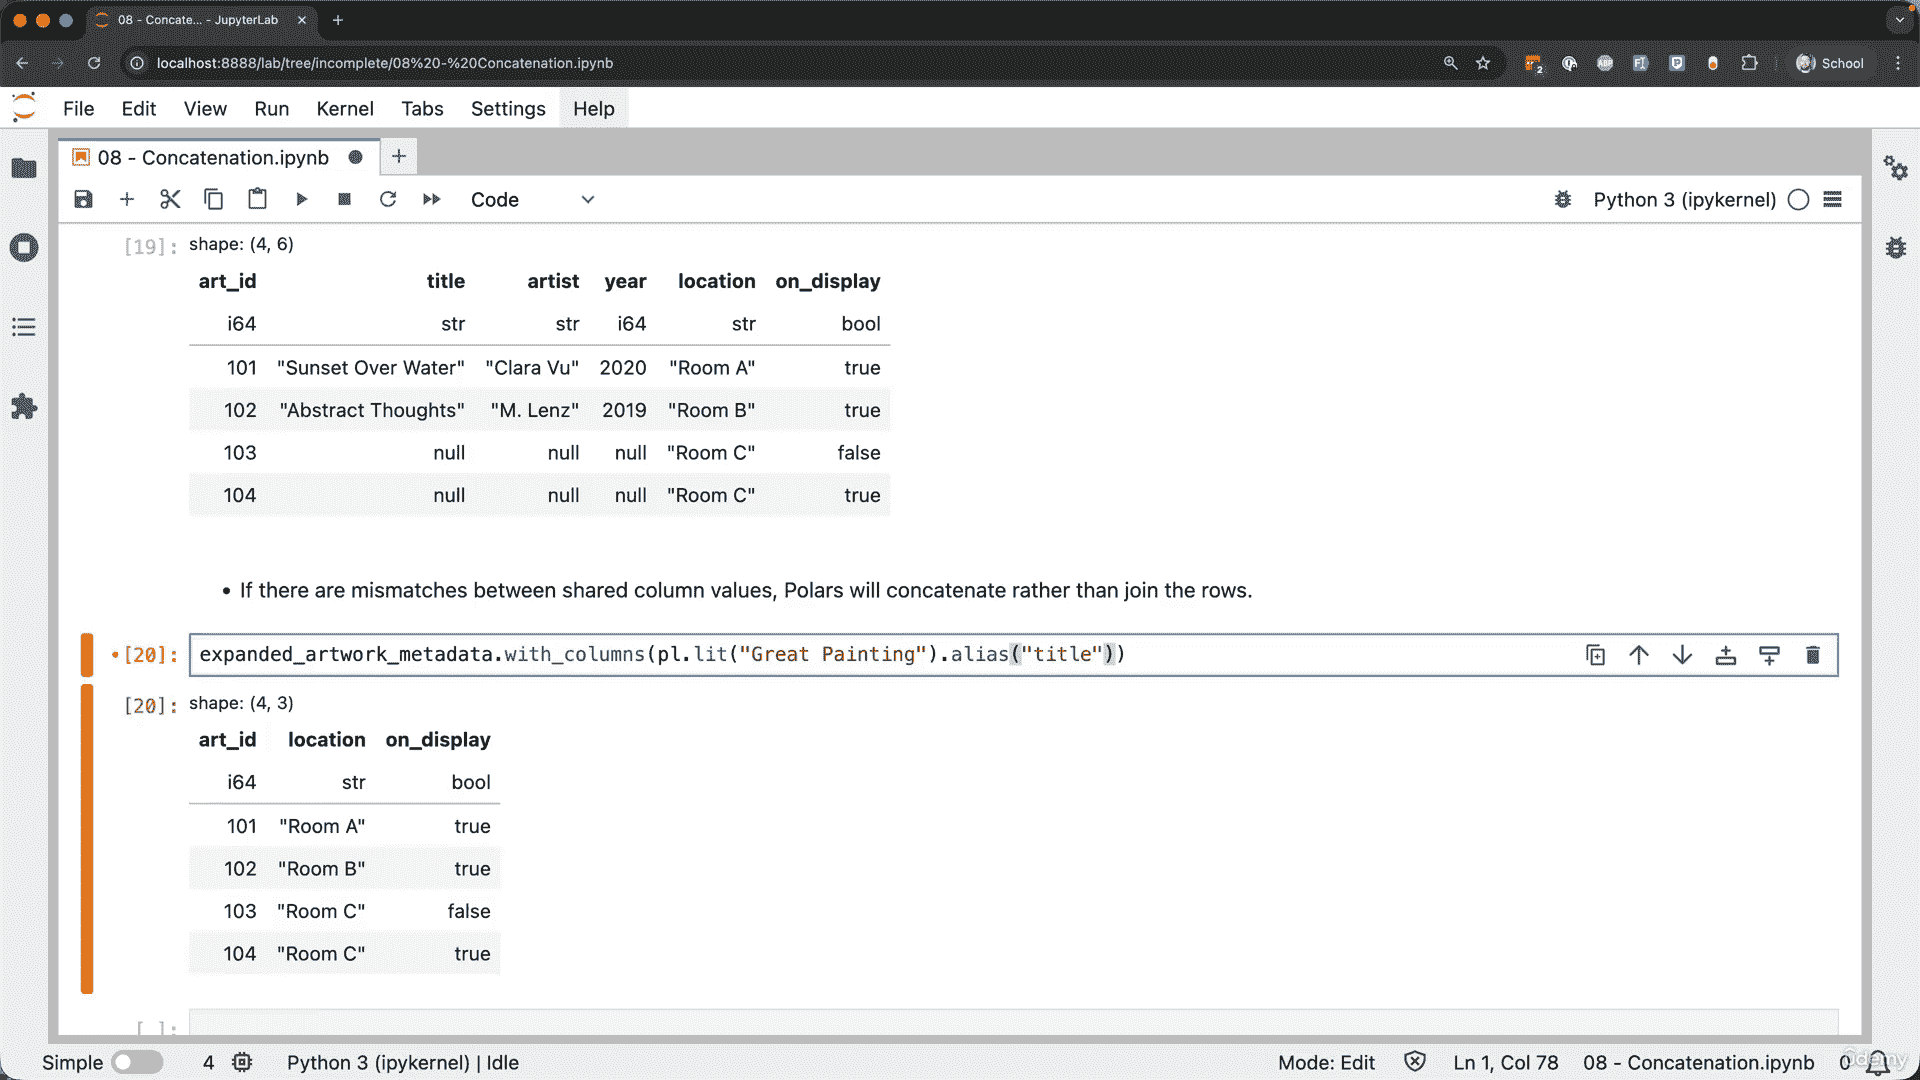 08 - Concate... - JupyterLab
localhost:8888/lab/tree/incomplete/08%20-%20Concatenation.ipynb
2
ABP
School
File Edit View Run Kernel Tabs Settings Help
08 - Concatenation.ipynb
Code
Python 3 (ipykernel)
[19]: shape: (4, 6)
art_id title artist year location on_display
i64 str str i64 str bool
101 "Sunset Over Water" "Clara Vu" 2020 "Room A" true
102 "Abstract Thoughts" "M. Lenz" 2019 "Room B" true
103 null null null "Room C" false
104 null null null "Room C" true
• If there are mismatches between shared column values, Polars will concatenate rather than join the rows.
[20]: expanded_artwork_metadata.with_columns(pl.lit("Great Painting").alias("title"))
[20]: shape: (4, 3)
art_id location on_display
i64 str bool
101 "Room A" true
102 "Room B" true
103 "Room C" false
104 "Room C" true
[ ]:
Simple 4 Python 3 (ipykernel) | Idle Mode: Edit Ln 1, Col 78 08 - Concatenation.ipynb 0
udemy